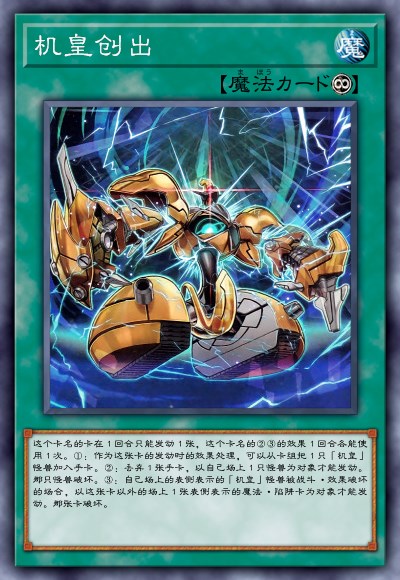 机皇创出
魔
【魔法カード】
まほう
这个卡名的卡在1回合只能发动1张，这个卡名的②③的效果1回合各能使
用1次。①：作为这张卡的发动时的效果处理，可以从卡组把1只「机皇」
怪兽加入手卡。②：丢弃1张手卡，以自己场上1只怪兽为对象才能发动。
那只怪兽破坏。③：自己场上的表侧表示的「机皇」怪兽被战斗·效果破坏
的场合，以这张卡以外的场上1张表侧表示的魔法·陷阱卡为对象才能发
动。那张卡破坏。